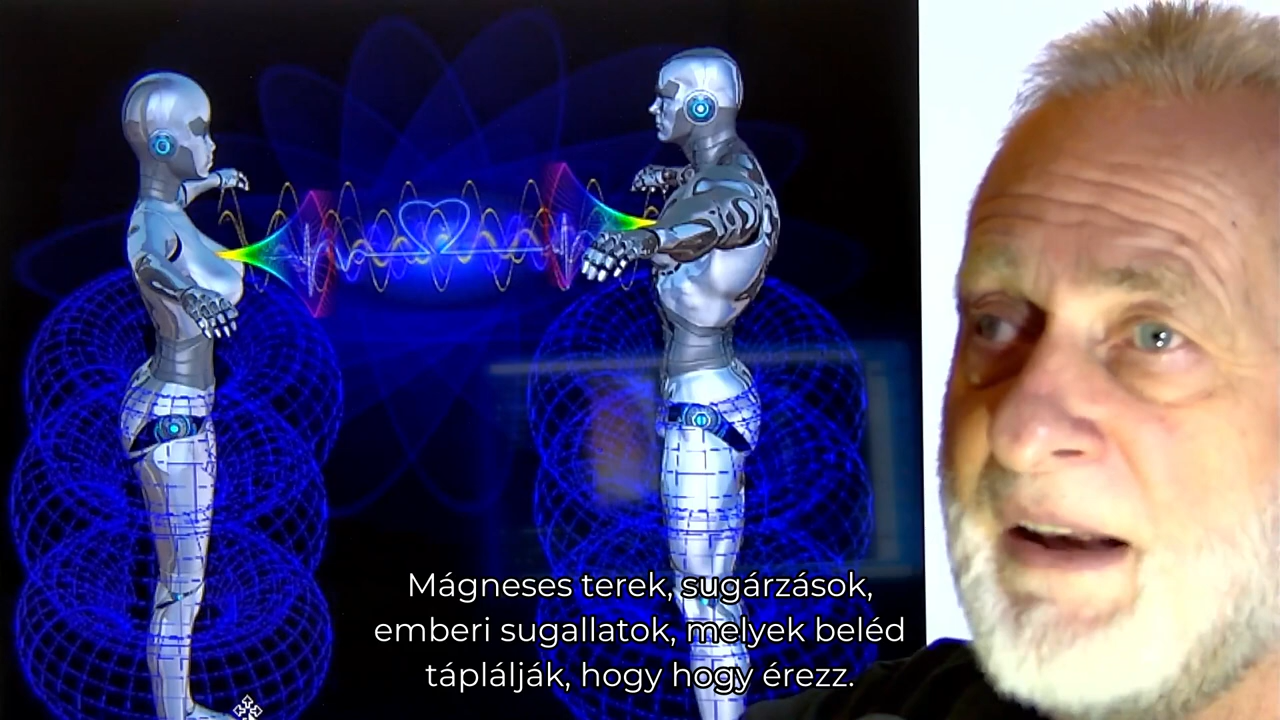 Mágneses terek, sugárzások,
emberi sugallatok, melyek beléd
táplálják, hogy hogy érezz.